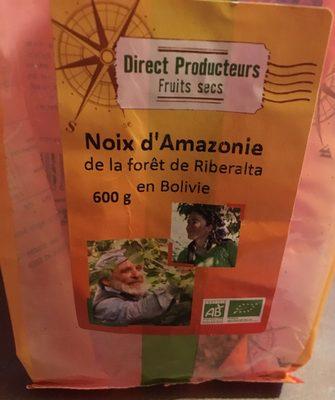 Direct Producteurs
Fruits secs
Noix d'Amazonie
de la forêt de Riberalta
en Bolivie
600 g
AB